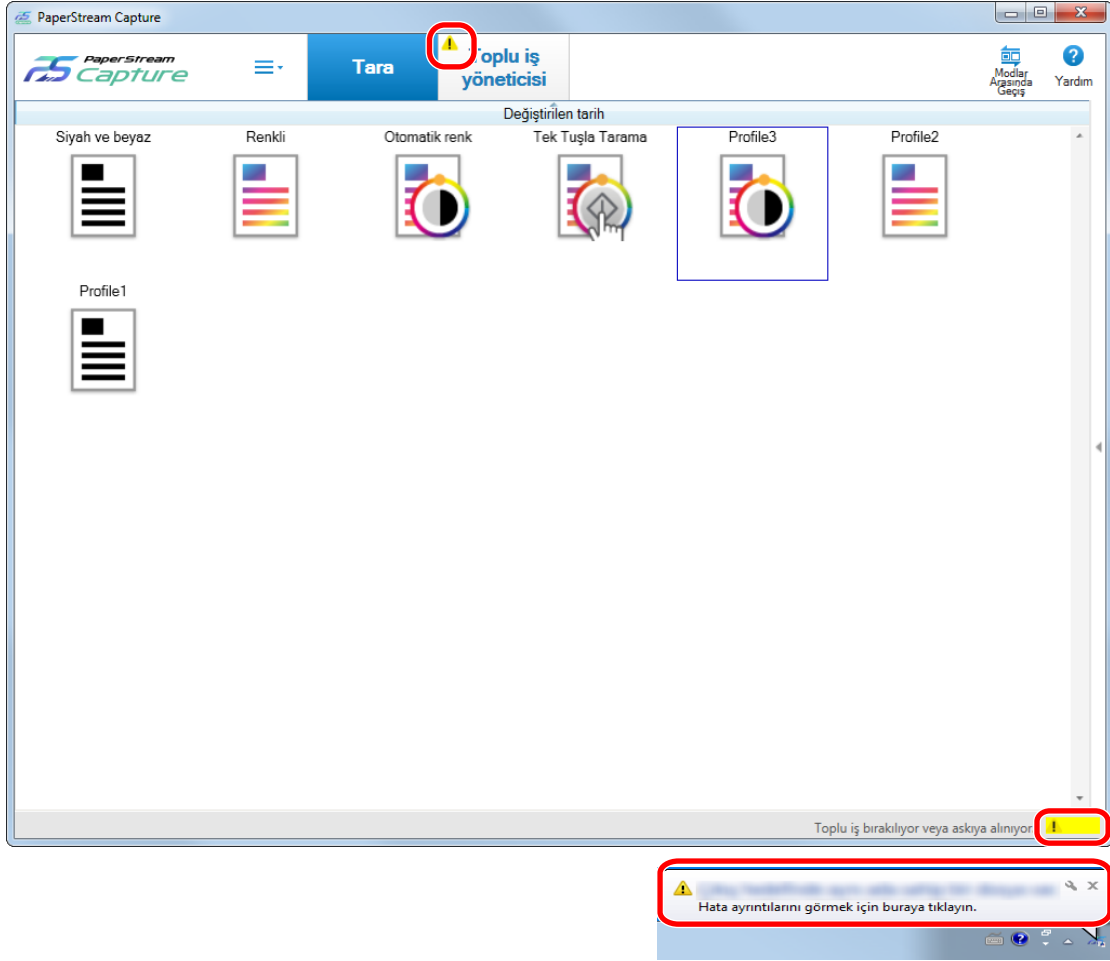 PaperStream Capture
PaperStream
Capture
Tara
Toplu iş
yöneticisi
Modlar
Arasında
Geçiş
Yardım
Değiştirilen tarih
Siyah ve beyaz
Renkli
Otomatik renk
Tek Tuşla Tarama
Profile3
Profile2
Profile1
Toplu iş bırakılıyor veya askıya alınıyor.
Hata ayrıntılarını görmek için buraya tıklayın.